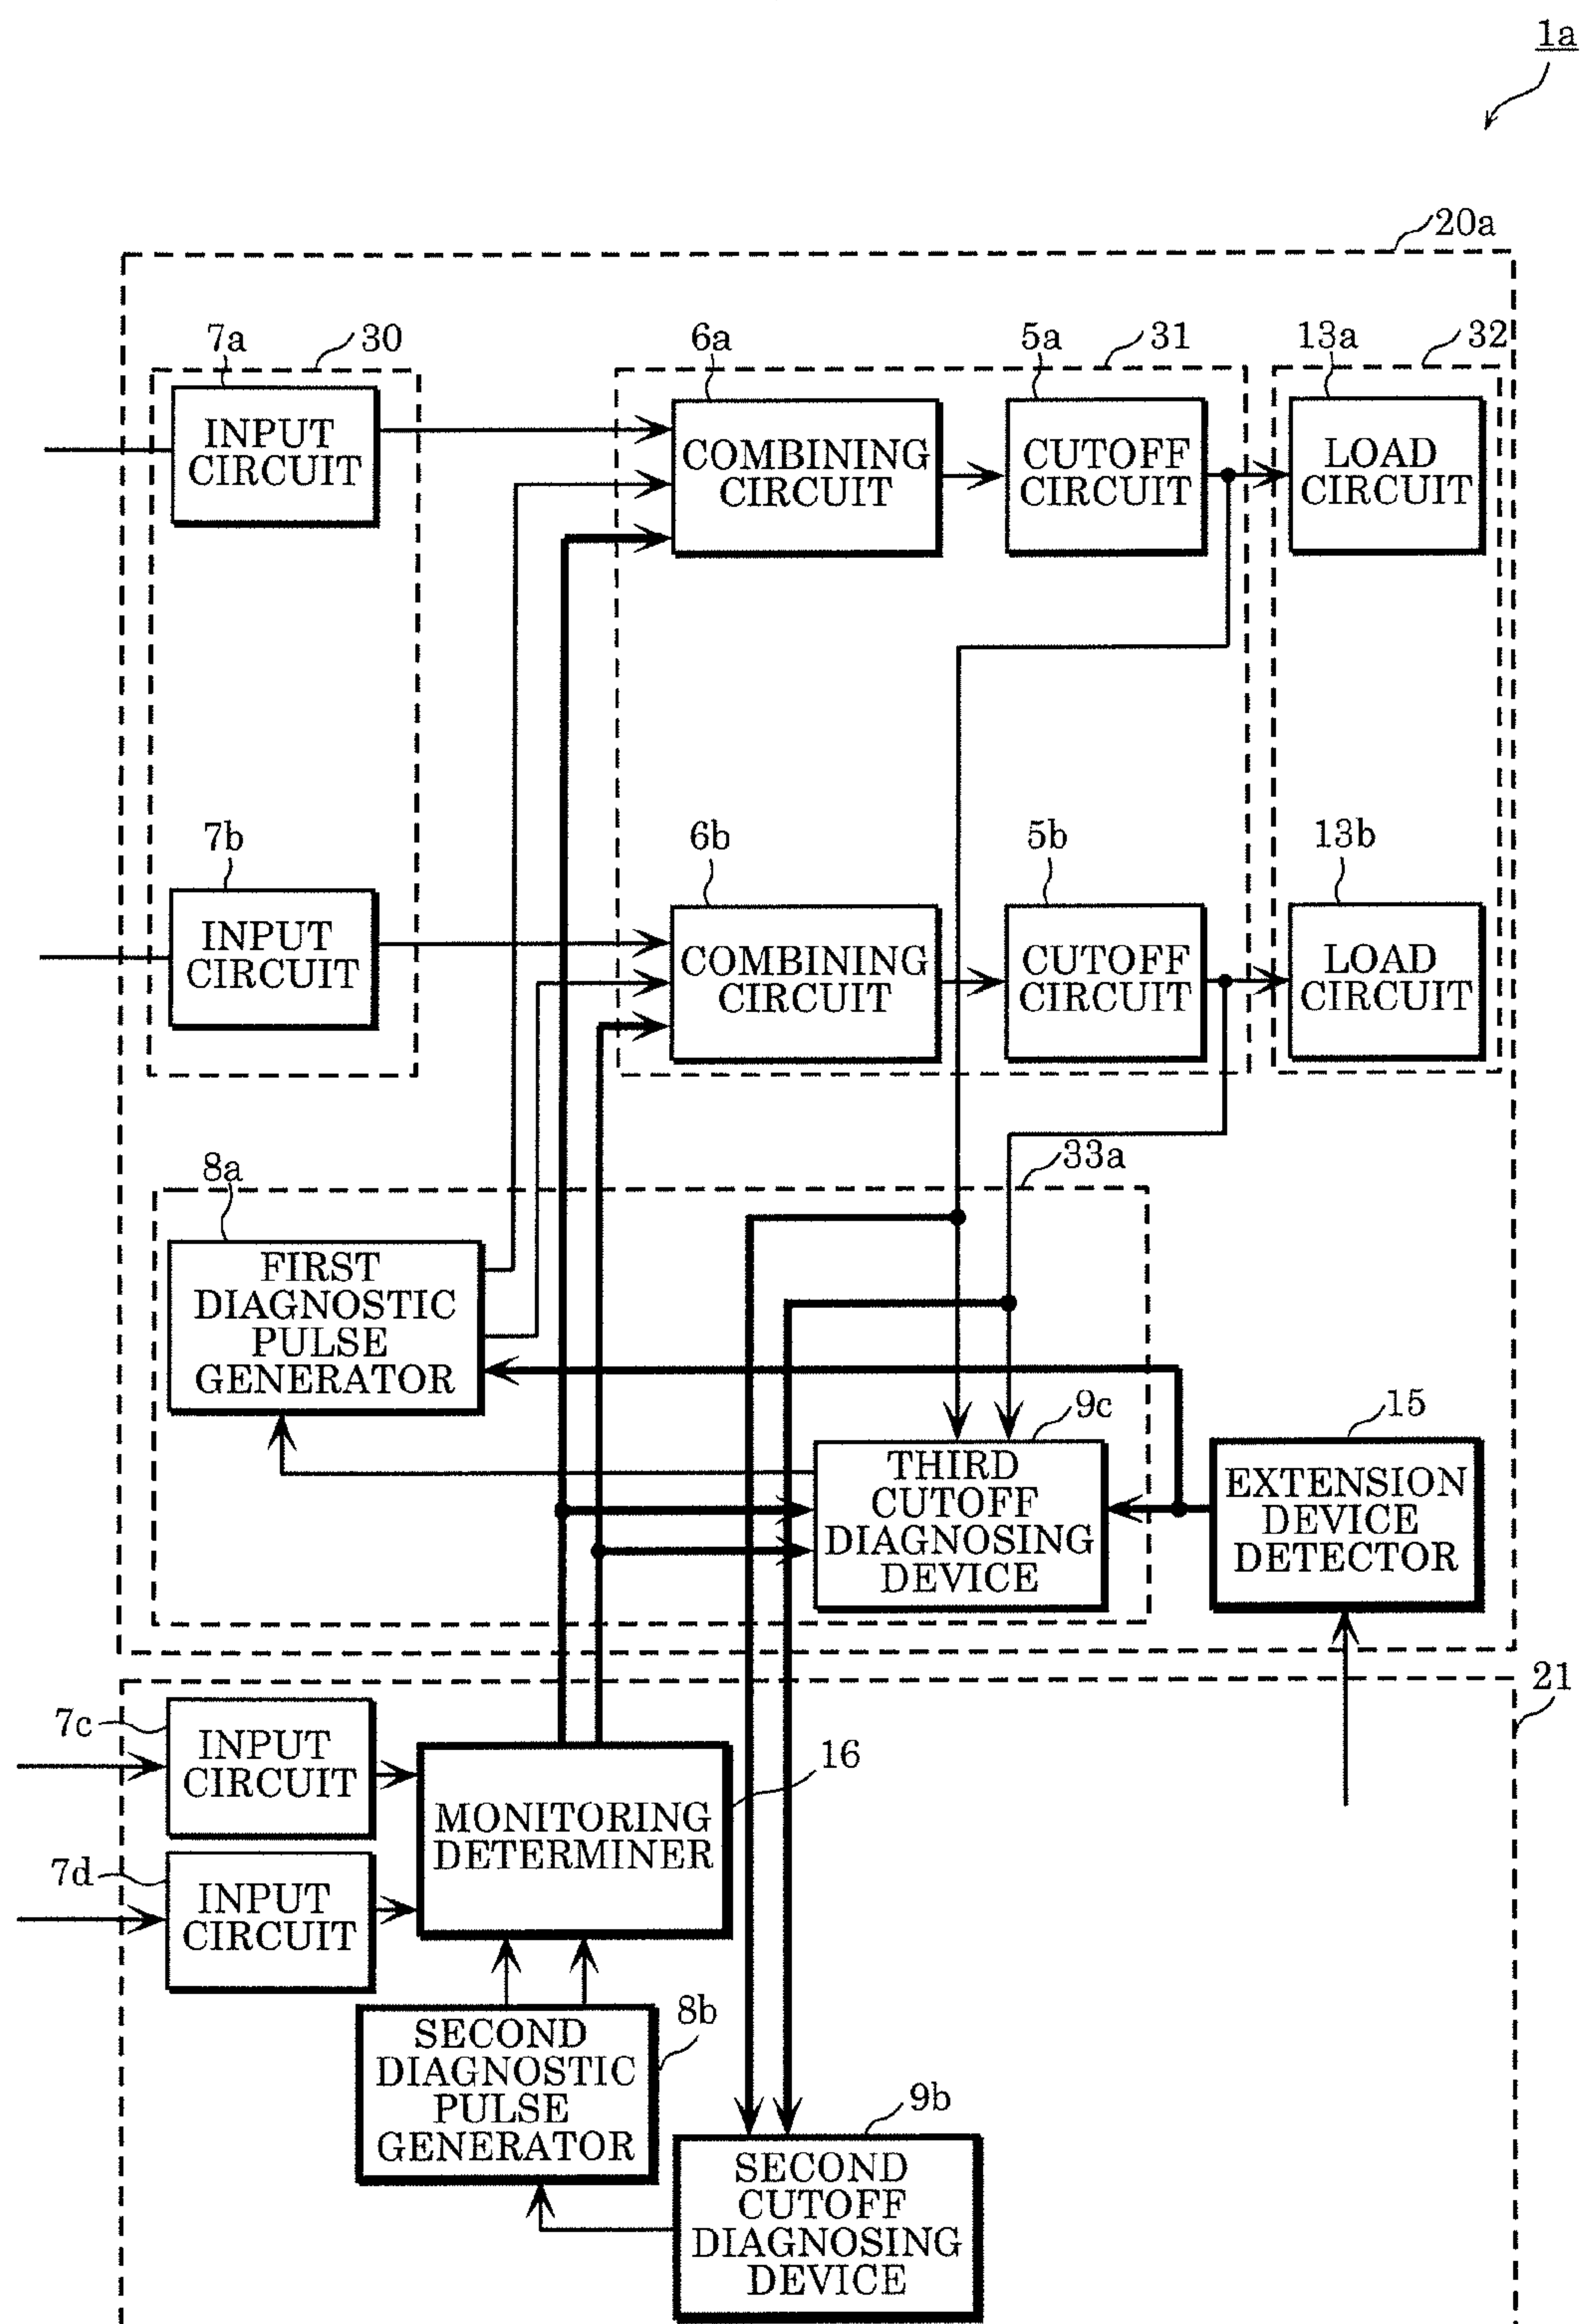 1a
20a
7a
30
6a
5a
31
13a
32
INPUT
CIRCUIT
COMBINING
CIRCUIT
CUTOFF
CIRCUIT
LOAD
CIRCUIT
7b
6b
5b
13b
INPUT
CIRCUIT
COMBINING
CIRCUIT
CUTOFF
CIRCUIT
LOAD
CIRCUIT
8a
33a
FIRST
DIAGNOSTIC
PULSE
GENERATOR
9c
15
THIRD
CUTOFF
DIAGNOSING
DEVICE
EXTENSION
DEVICE
DETECTOR
21
7c
INPUT
CIRCUIT
16
MONITORING
DETERMINER
7d
INPUT
CIRCUIT
8b
SECOND
DIAGNOSTIC
PULSE
GENERATOR
9b
SECOND
CUTOFF
DIAGNOSING
DEVICE